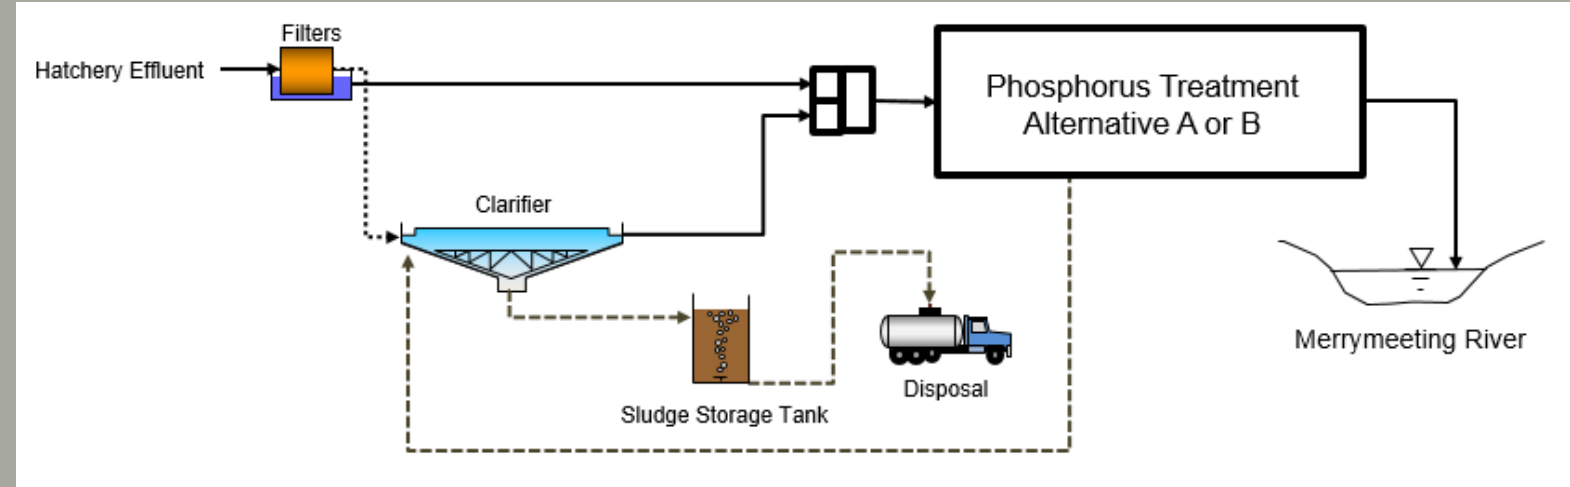 Filters
Hatchery Effluent
Phosphorus Treatment
Alternative A or B
Clarifier
Merrymeeting River
Disposal
Sludge Storage Tank